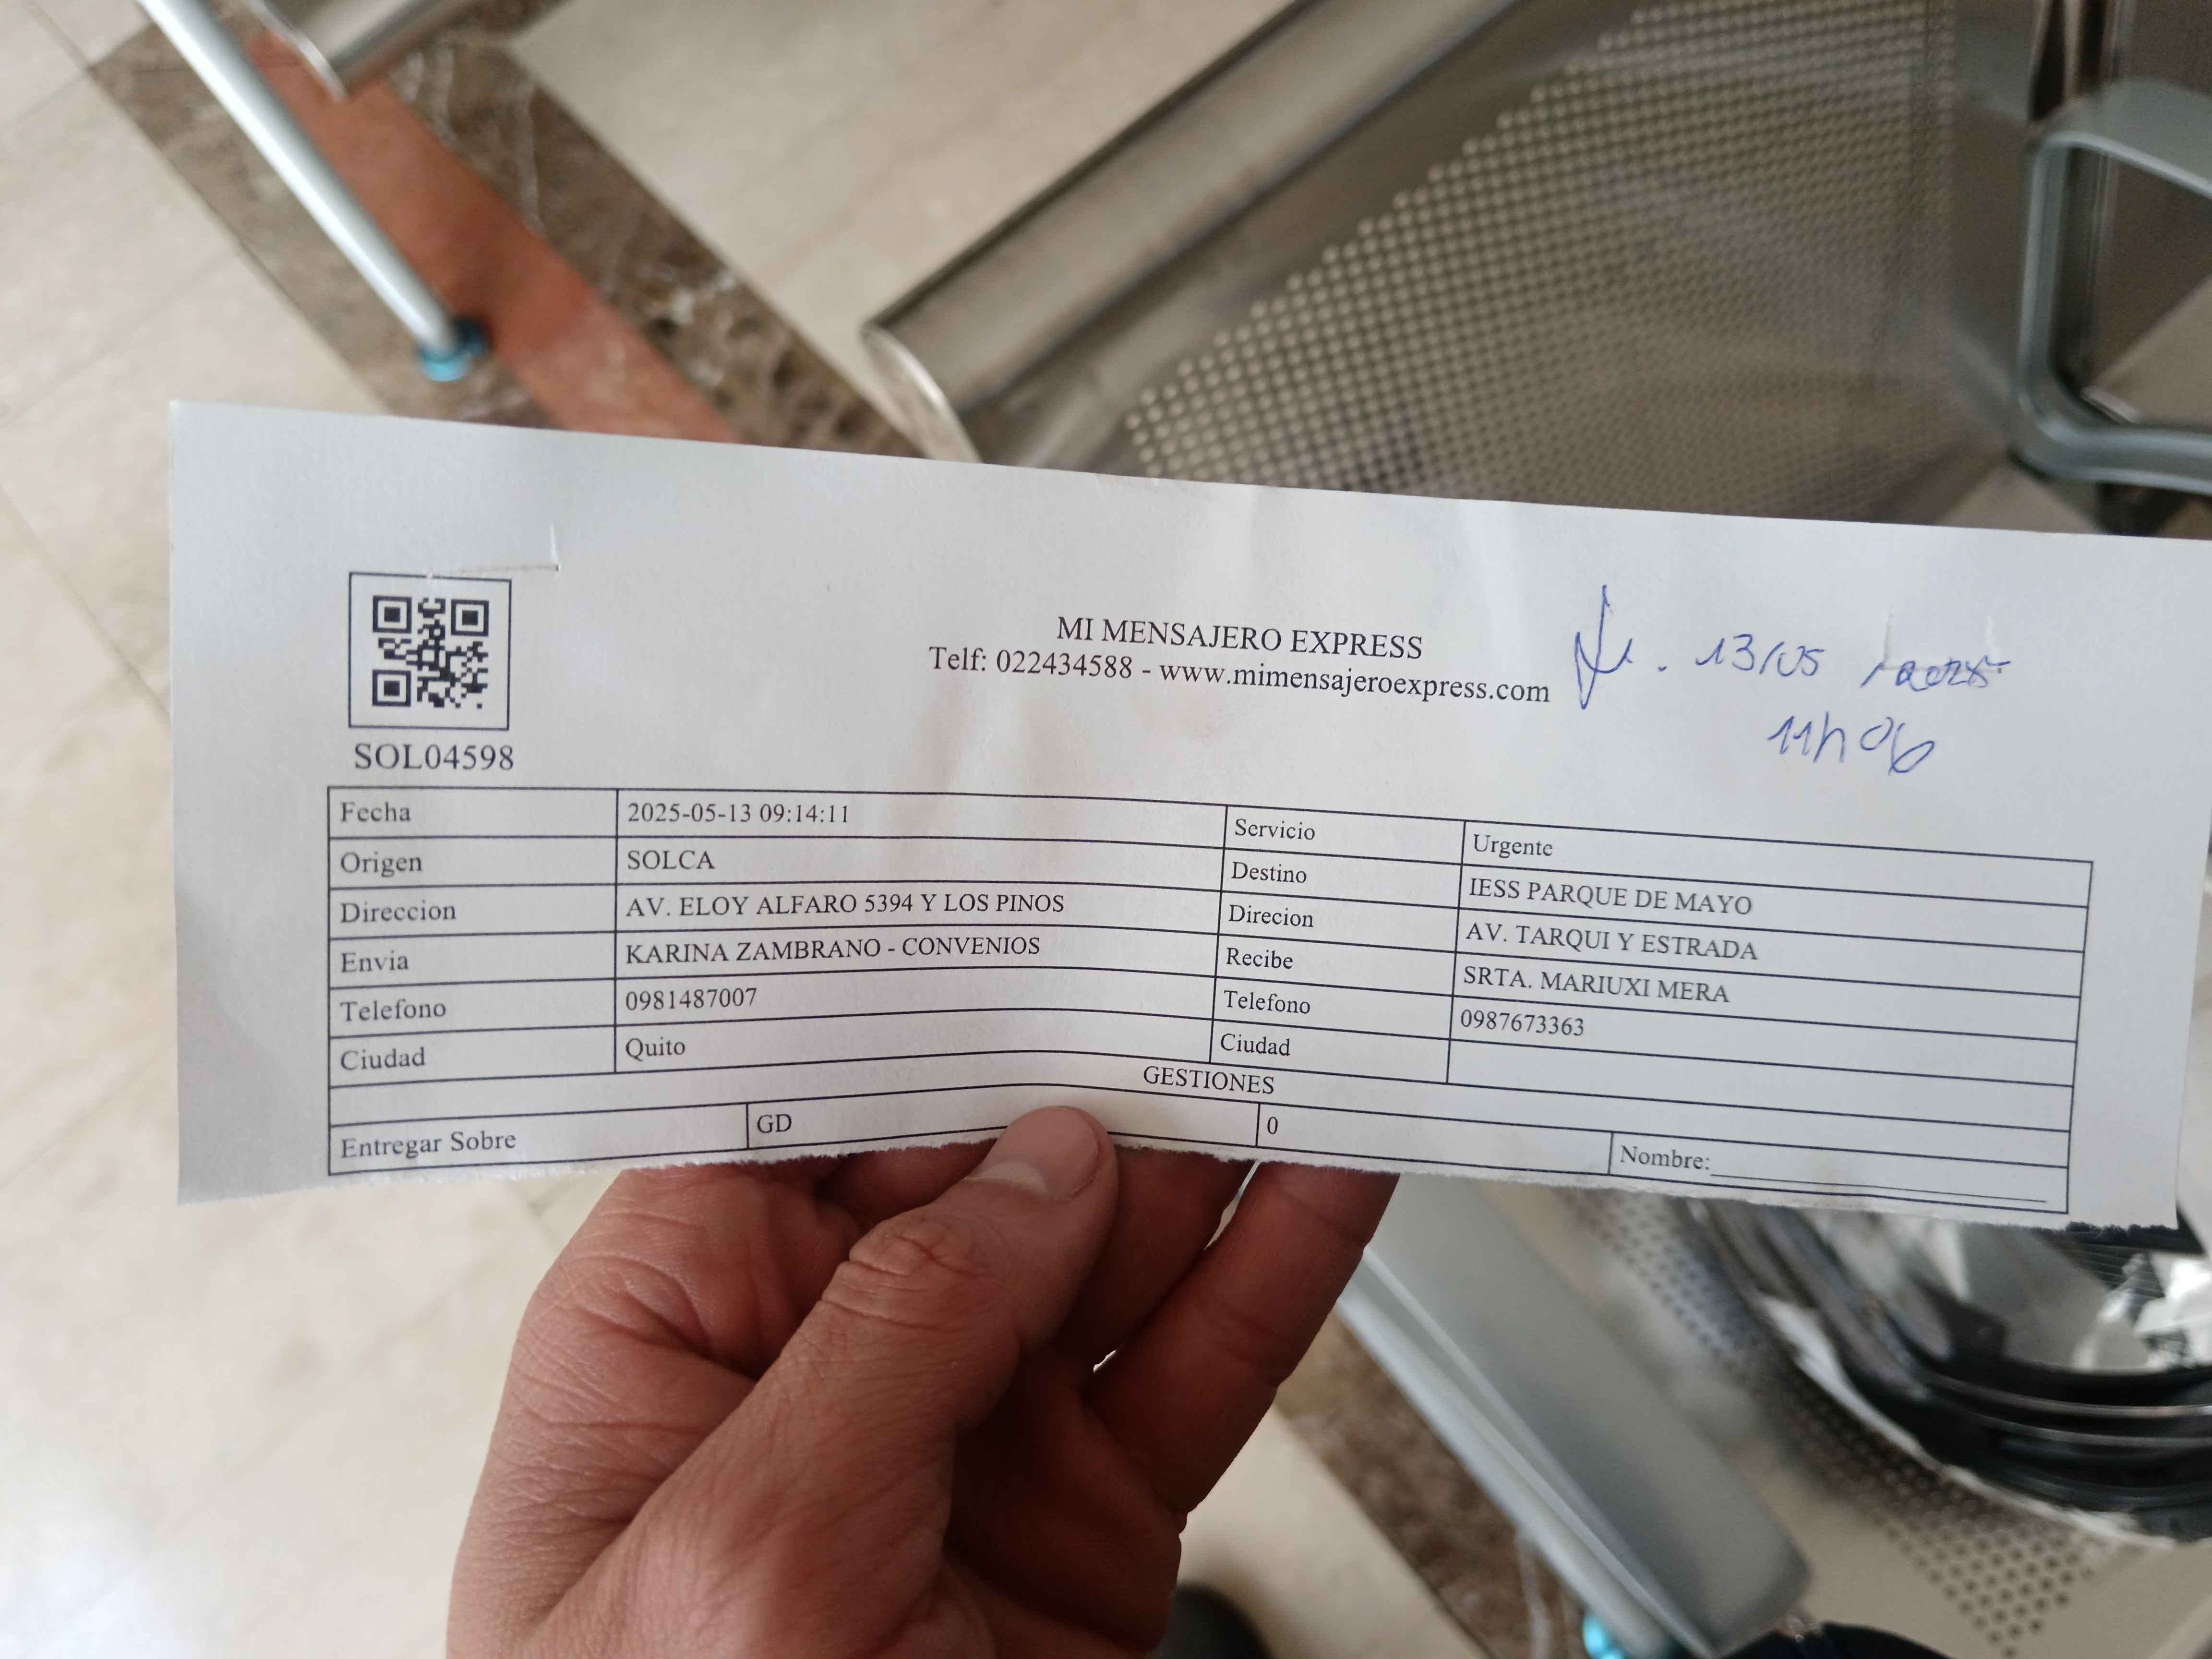 MI MENSAJERO EXPRESS
Telf: 022434588 - www.mimensajeroexpress.com
13/05
11h06
SOL04598
Fecha 2025-05-13 09:14:11 Servicio Urgente
Origen SOLCA Destino IESS PARQUE DE MAYO
Direccion AV. ELOY ALFARO 5394 Y LOS PINOS Direcion AV. TARQUI Y ESTRADA
Envia KARINA ZAMBRANO - CONVENIOS Recibe SRTA. MARIUXI MERA
Telefono 0981487007 Telefono 0987673363
Ciudad Quito Ciudad
GESTIONES
Entregar Sobre GD 0 Nombre: